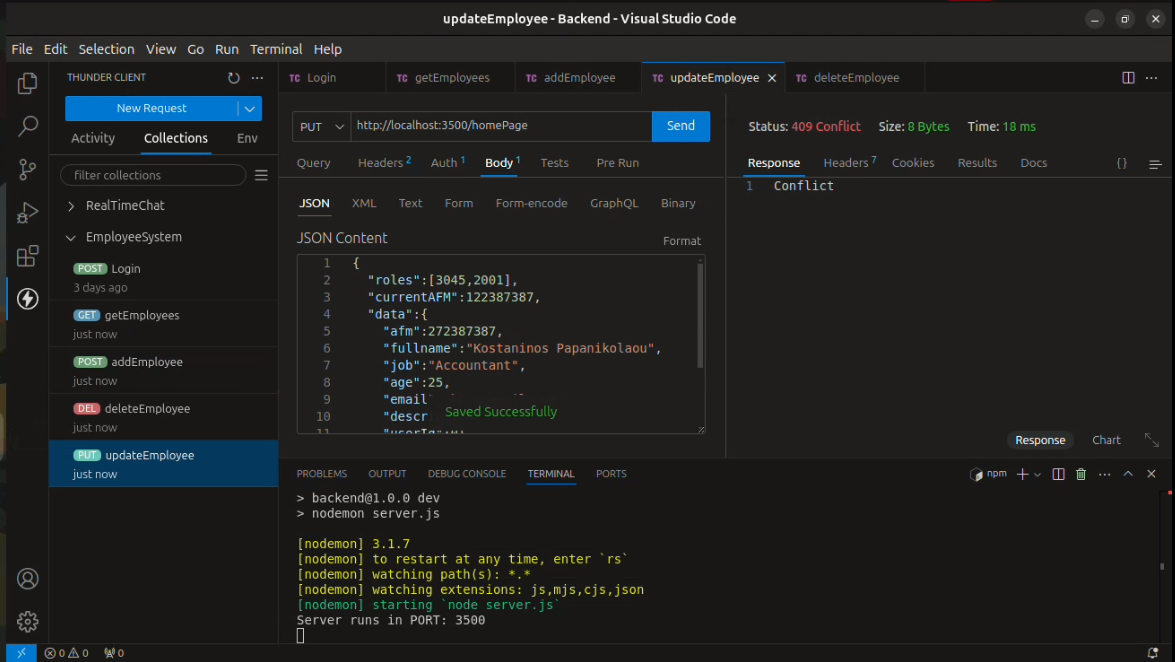 updateEmployee - Backend - Visual Studio Code
File Edit Selection View Go Run Terminal Help
THUNDER CLIENT
New Request
Activity Collections Env
filter collections
RealTimeChat
EmployeeSystem
POST Login
3 days ago
GET getEmployees
just now
POST addEmployee
just now
DEL deleteEmployee
just now
PUT updateEmployee
just now
TC Login TC getEmployees TC addEmployee TC updateEmployee TC deleteEmployee
PUT http://localhost:3500/homePage Send
Query Headers 2 Auth 1 Body 1 Tests Pre Run
JSON XML Text Form Form-encode GraphQL Binary
JSON Content Format
1 {
2 "roles":[3045,2001],
3 "currentAFM":122387387,
4 "data":{
5 "afm":272387387,
6 "fullname":"Kostaninos Papanikolaou",
7 "job":"Accountant",
8 "age":25,
9 "email
10 "descr
11
Saved Successfully
Status: 409 Conflict Size: 8 Bytes Time: 18 ms
Response Headers 7 Cookies Results Docs { }
1 Conflict
Response Chart
PROBLEMS OUTPUT DEBUG CONSOLE TERMINAL PORTS
npm
> backend@1.0.0 dev
> nodemon server.js
[nodemon] 3.1.7
[nodemon] to restart at any time, enter `rs`
[nodemon] watching path(s): *.*
[nodemon] watching extensions: js,mjs,cjs,json
[nodemon] starting `node server.js`
Server runs in PORT: 3500
0 0 0